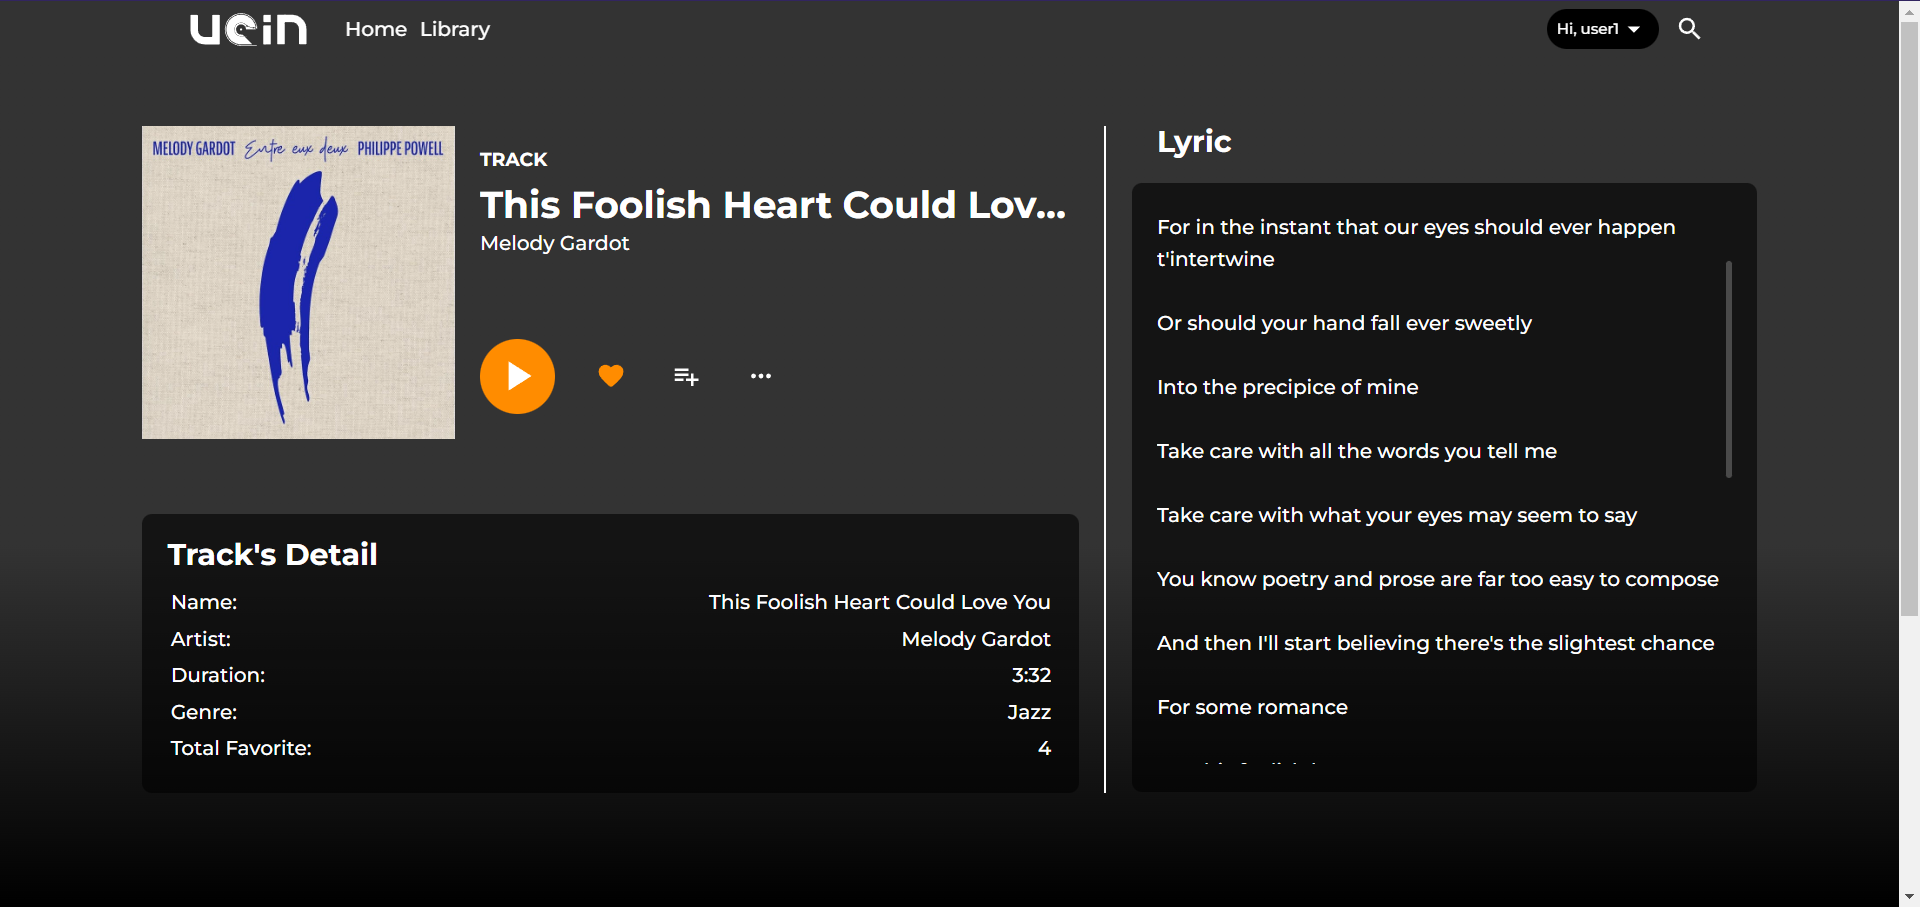 uein
Home Library
Hi, user1
MELODY GARDOT Entre eux deux PHILIPPE POWELL
TRACK
This Foolish Heart Could Lov...
Melody Gardot
Track's Detail
Name: This Foolish Heart Could Love You
Artist: Melody Gardot
Duration: 3:32
Genre: Jazz
Total Favorite: 4
Lyric
For in the instant that our eyes should ever happen
t'intertwine
Or should your hand fall ever sweetly
Into the precipice of mine
Take care with all the words you tell me
Take care with what your eyes may seem to say
You know poetry and prose are far too easy to compose
And then I'll start believing there's the slightest chance
For some romance